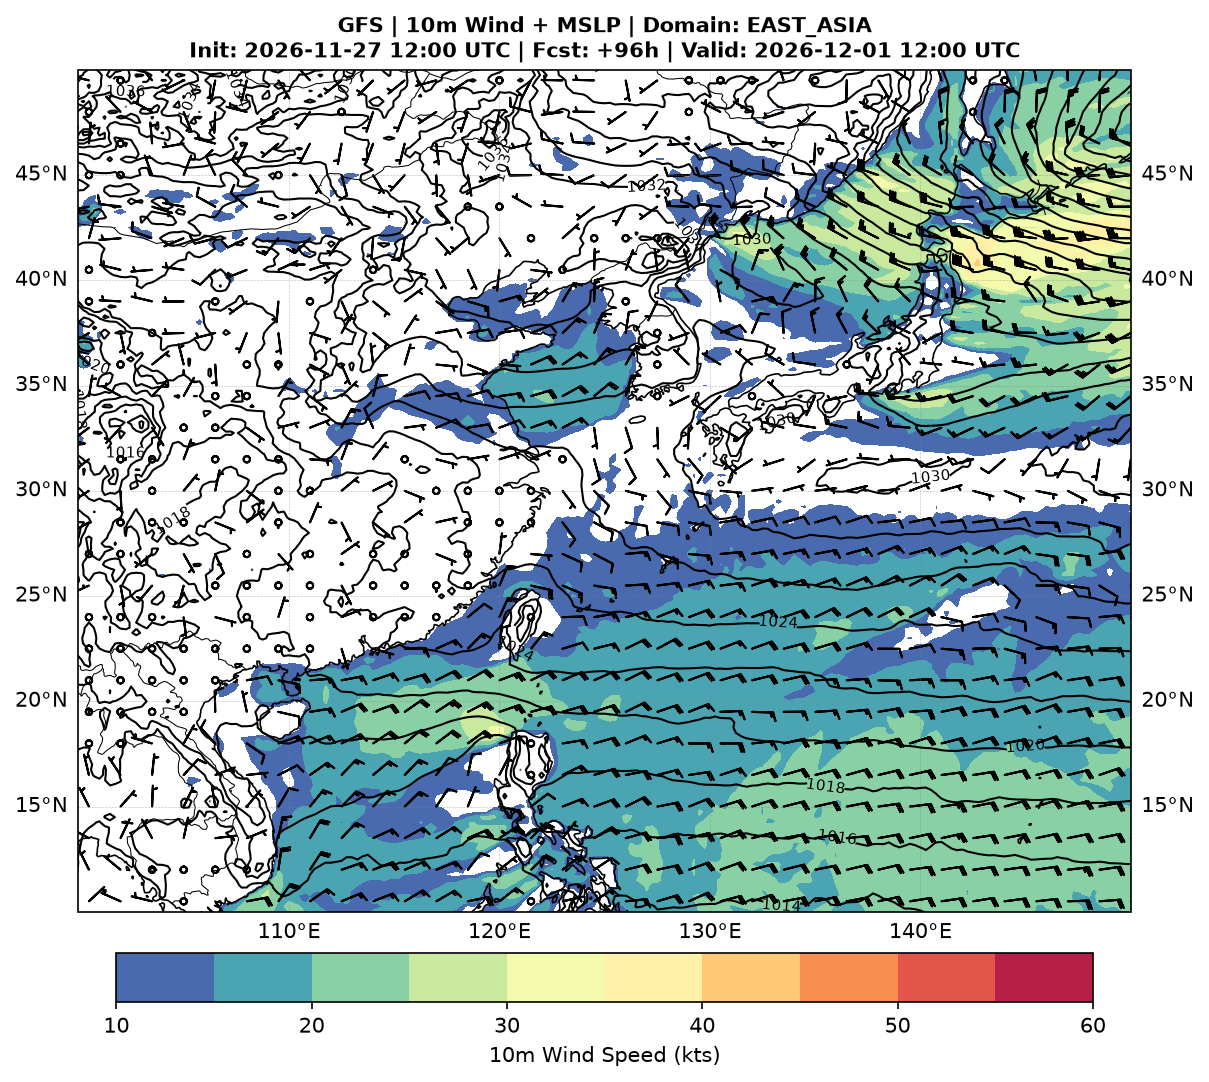 GFS | 10m Wind + MSLP | Domain: EAST_ASIA
Init: 2026-11-27 12:00 UTC | Fcst: +96h | Valid: 2026-12-01 12:00 UTC
1036
1032
1032
1030
45°N
45°N
40°N
40°N
35°N
35°N
1030
1016
1030
30°N
30°N
1018
25°N
25°N
1024
20°N
20°N
1020
1018
15°N
15°N
1016
1014
110°E
120°E
130°E
140°E
10
20
30
40
50
60
10m Wind Speed (kts)